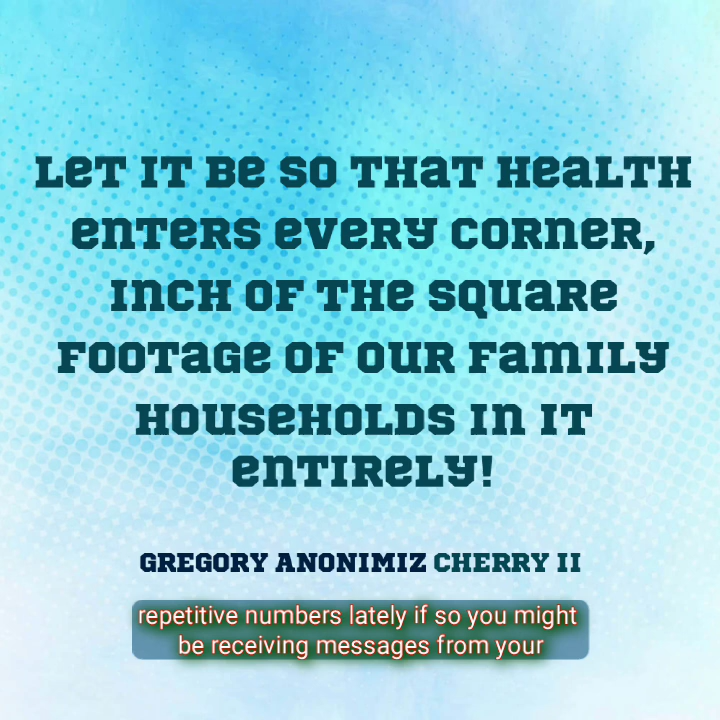 LeT IT Be SO THaT HeaLTH
enTeRS eVeRY CORneR,
InCH OF THe SQUaRe
FOOTaGe OF OUR FamILY
HOUSeHOLDS In IT
enTIReLY!
GREGORY ANONIMIZ CHERRY II
repetitive numbers lately if so you might
be receiving messages from your